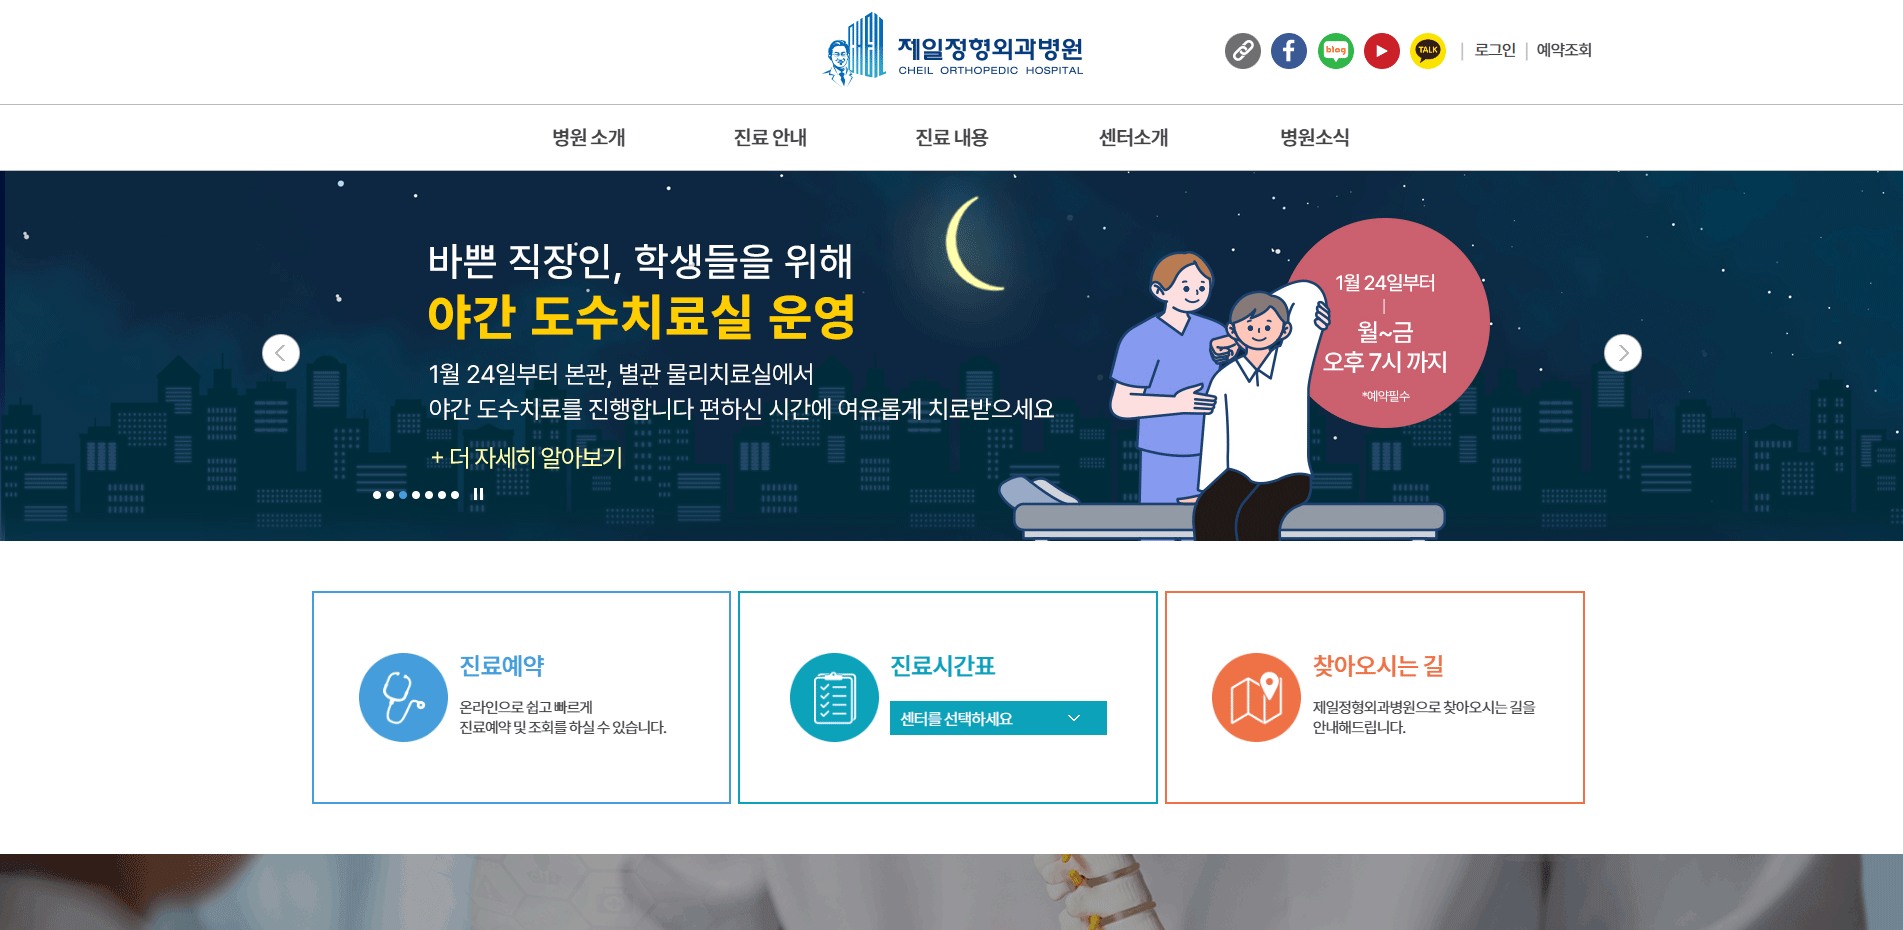 제일정형외과병원
CHEIL ORTHOPEDIC HOSPITAL
blog
TALK
| 로그인 | 예약조회
병원 소개
진료 안내
진료 내용
센터소개
병원소식
바쁜 직장인, 학생들을 위해
야간 도수치료실 운영
1월 24일부터 본관, 별관 물리치료실에서
야간 도수치료를 진행합니다 편하신 시간에 여유롭게 치료받으세요
+ 더 자세히 알아보기
1월 24일부터
월~금
오후 7시 까지
*예약필수
진료예약
온라인으로 쉽고 빠르게
진료예약 및 조회를 하실 수 있습니다.
진료시간표
센터를 선택하세요
찾아오시는 길
제일정형외과병원으로 찾아오시는 길을
안내해드립니다.